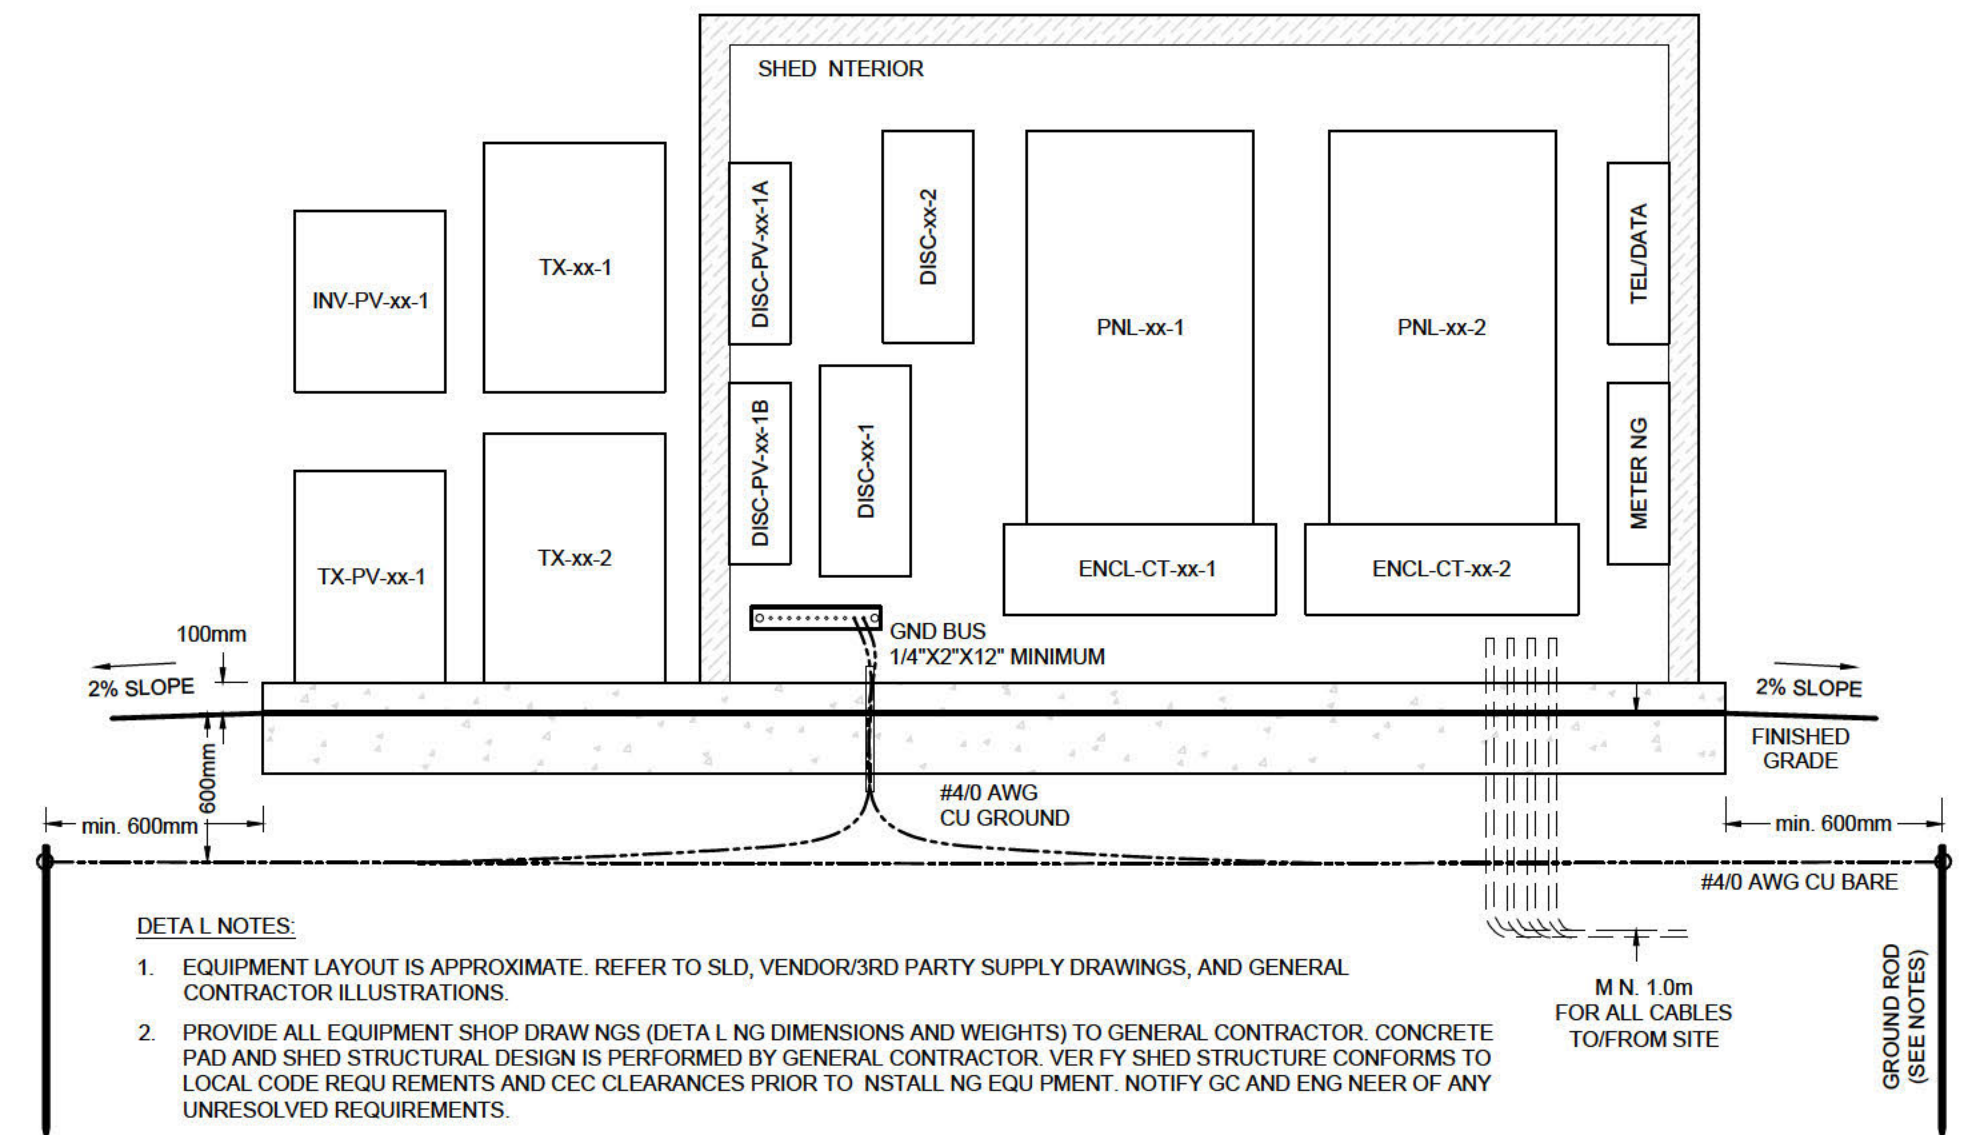 SHED NTERIOR
INV-PV-xx-1
TX-xx-1
DISC-PV-xx-1A
DISC-xx-2
PNL-xx-1
PNL-xx-2
TEL/DATA
TX-PV-xx-1
TX-xx-2
DISC-PV-xx-1B
DISC-xx-1
ENCL-CT-xx-1
ENCL-CT-xx-2
METER NG
100mm
2% SLOPE
GND BUS
1/4"X2"X12" MINIMUM
2% SLOPE
FINISHED
GRADE
600mm
min. 600mm
#4/0 AWG
CU GROUND
min. 600mm
#4/0 AWG CU BARE
DETA L NOTES:
1. EQUIPMENT LAYOUT IS APPROXIMATE. REFER TO SLD, VENDOR/3RD PARTY SUPPLY DRAWINGS, AND GENERAL
CONTRACTOR ILLUSTRATIONS.
2. PROVIDE ALL EQUIPMENT SHOP DRAW NGS (DETA L NG DIMENSIONS AND WEIGHTS) TO GENERAL CONTRACTOR. CONCRETE
PAD AND SHED STRUCTURAL DESIGN IS PERFORMED BY GENERAL CONTRACTOR. VER FY SHED STRUCTURE CONFORMS TO
LOCAL CODE REQU REMENTS AND CEC CLEARANCES PRIOR TO NSTALL NG EQU PMENT. NOTIFY GC AND ENG NEER OF ANY
UNRESOLVED REQUIREMENTS.
M N. 1.0m
FOR ALL CABLES
TO/FROM SITE
GROUND ROD
(SEE NOTES)